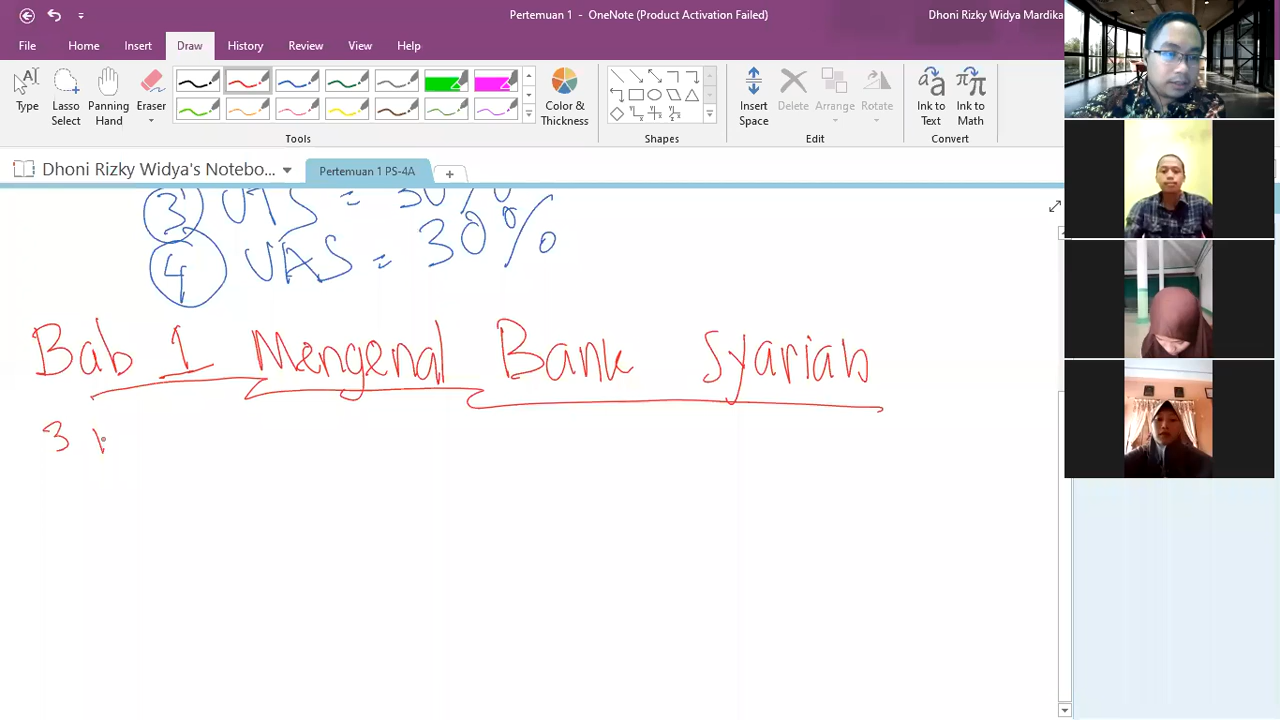 Pertemuan 1 - OneNote (Product Activation Failed)
Dhoni Rizky Widya Mardika
File Home Insert Draw History Review View Help
Type
Lasso Select
Panning Hand
Eraser
Color & Thickness
Insert Space
Delete
Arrange
Rotate
Ink to Text
Ink to Math
Tools
Shapes
Edit
Convert
Dhoni Rizky Widya's Notebo...
Pertemuan 1 PS-4A
3 UTS = 30%
4 UAS = 30%
Bab 1 Mengenal Bank Syariah
3